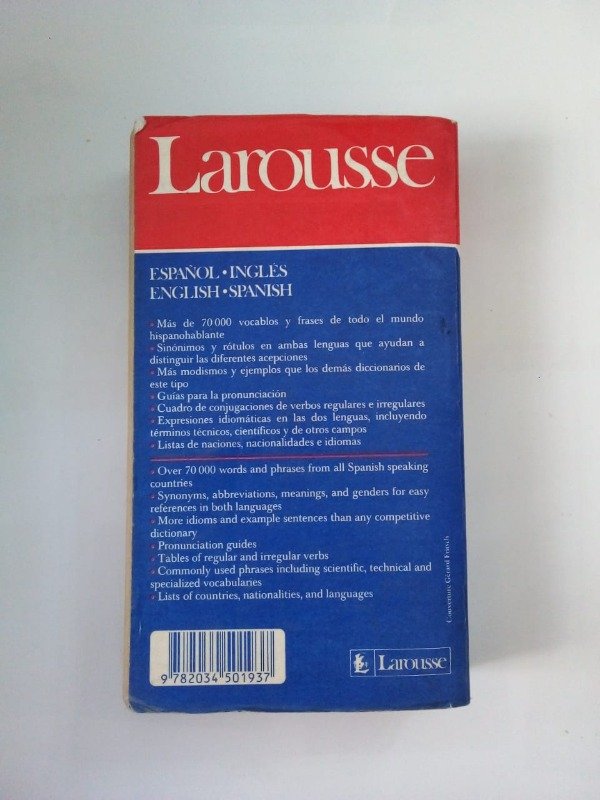 Larousse
ESPAÑOL • INGLÉS
ENGLISH • SPANISH
• Más de 70 000 vocablos y frases de todo el mundo
hispanohablante
• Sinónimos y rótulos en ambas lenguas que ayudan a
distinguir las diferentes acepciones
• Más modismos y ejemplos que los demás diccionarios de
este tipo
• Guías para la pronunciación
• Cuadro de conjugaciones de verbos regulares e irregulares
• Expresiones idiomáticas en las dos lenguas, incluyendo
términos técnicos, científicos y de otros campos
• Listas de naciones, nacionalidades e idiomas
• Over 70 000 words and phrases from all Spanish speaking
countries
• Synonyms, abbreviations, meanings, and genders for easy
references in both languages
• More idioms and example sentences than any competitive
dictionary
• Pronunciation guides
• Tables of regular and irregular verbs
• Commonly used phrases including scientific, technical and
specialized vocabularies
• Lists of countries, nationalities, and languages
Couverture Gérard
9 782034 501937
Larousse